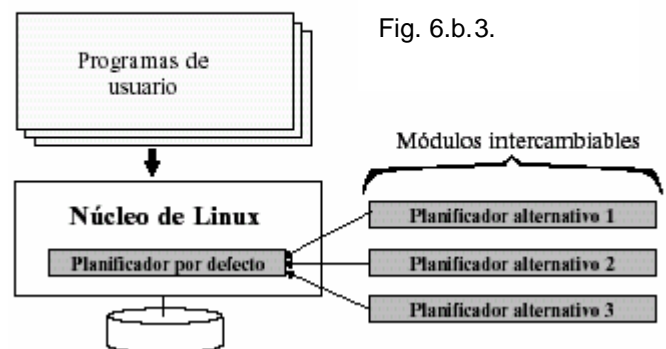 Fig. 6.b.3.
Programas de
usuario
Módulos intercambiables
Núcleo de Linux
Planificador por defecto
Planificador alternativo 1
Planificador alternativo 2
Planificador alternativo 3